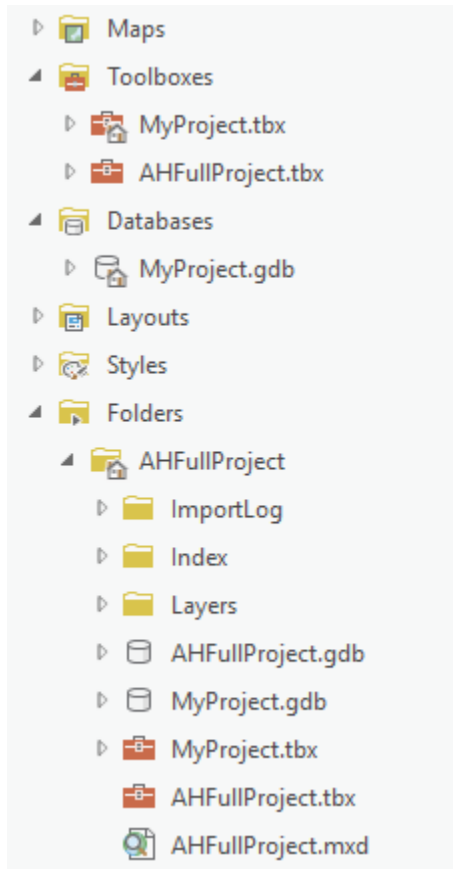 Maps
Toolboxes
MyProject.tbx
AHFullProject.tbx
Databases
MyProject.gdb
Layouts
Styles
Folders
AHFullProject
ImportLog
Index
Layers
AHFullProject.gdb
MyProject.gdb
MyProject.tbx
AHFullProject.tbx
AHFullProject.mxd